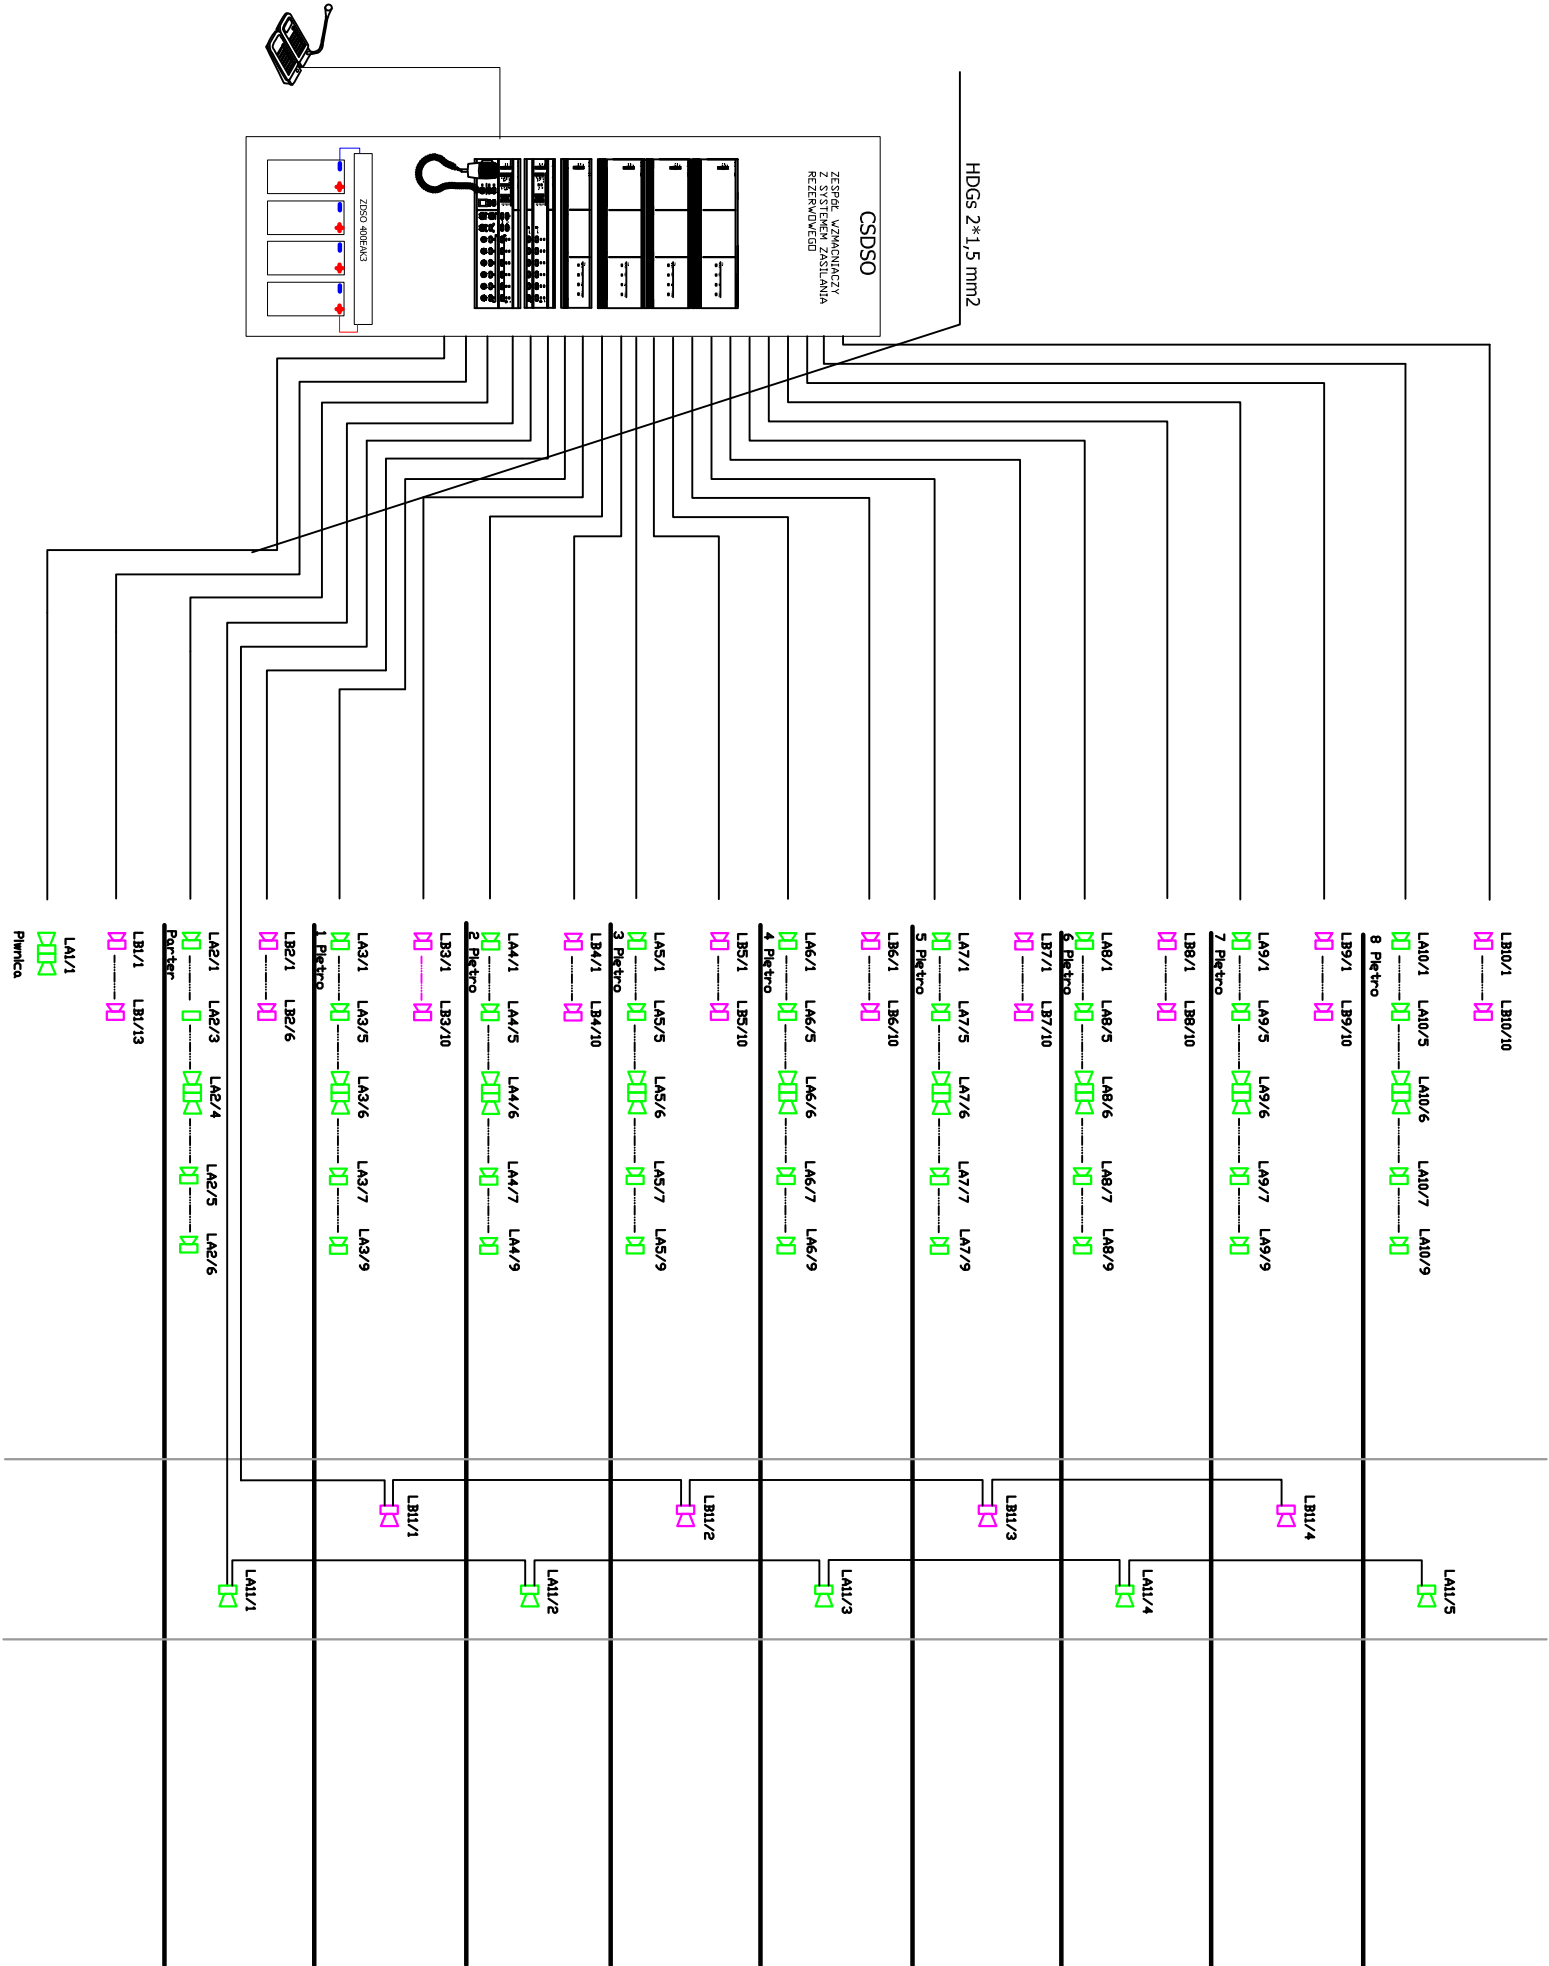 HDGs 2*1,5 mm2
CSDSO
ZESPÓŁ WZMACNIACZY
Z SYSTEMEM ZASILANIA
REZERWOWEGO
ZDSO 400EAK3
LB10/1 LB10/10
LA10/1 LA10/5 LA10/6 LA10/7 LA10/9
8 Piętro
LB9/1 LB9/10
LA9/1 LA9/5 LA9/6 LA9/7 LA9/9
7 Piętro
LB8/1 LB8/10
LA8/1 LA8/5 LA8/6 LA8/7 LA8/9
6 Piętro
LB7/1 LB7/10
LA7/1 LA7/5 LA7/6 LA7/7 LA7/9
5 Piętro
LB6/1 LB6/10
LA6/1 LA6/5 LA6/6 LA6/7 LA6/9
4 Piętro
LB5/1 LB5/10
LA5/1 LA5/5 LA5/6 LA5/7 LA5/9
3 Piętro
LB4/1 LB4/10
LA4/1 LA4/5 LA4/6 LA4/7 LA4/9
2 Piętro
LB3/1 LB3/10
LA3/1 LA3/5 LA3/6 LA3/7 LA3/9
1 Piętro
LB2/1 LB2/6
LA2/1 LA2/3 LA2/4 LA2/5 LA2/6
Parter
LB1/1 LB1/13
LA1/1
Piwnica
LB11/4
LB11/3
LB11/2
LB11/1
LA11/5
LA11/4
LA11/3
LA11/2
LA11/1